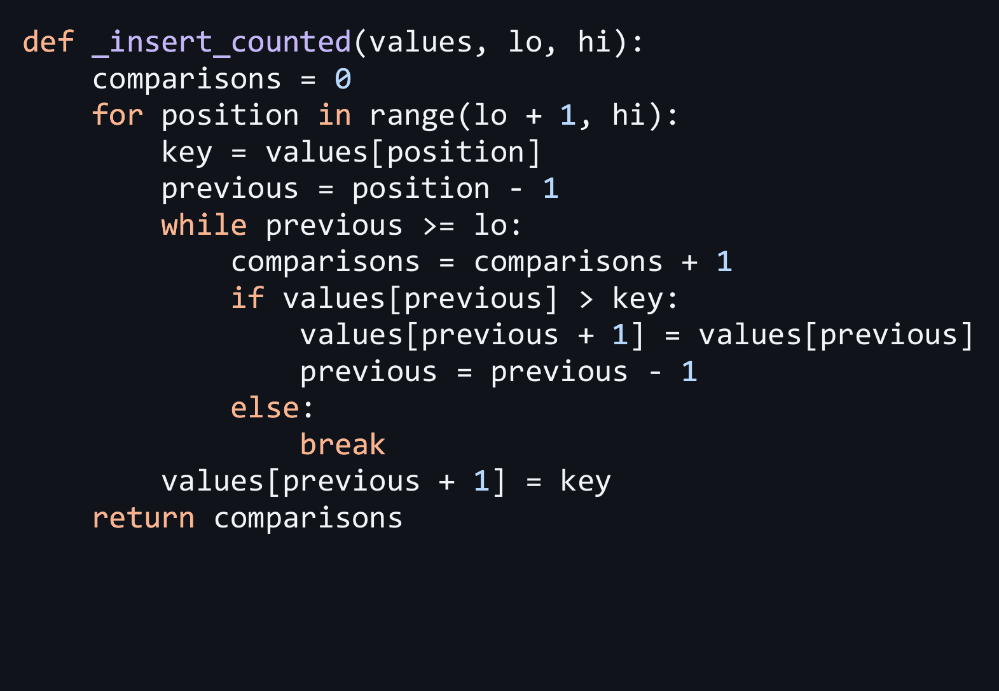 def _insert_counted(values, lo, hi):
    comparisons = 0
    for position in range(lo + 1, hi):
        key = values[position]
        previous = position - 1
        while previous >= lo:
            comparisons = comparisons + 1
            if values[previous] > key:
                values[previous + 1] = values[previous]
                previous = previous - 1
            else:
                break
        values[previous + 1] = key
    return comparisons